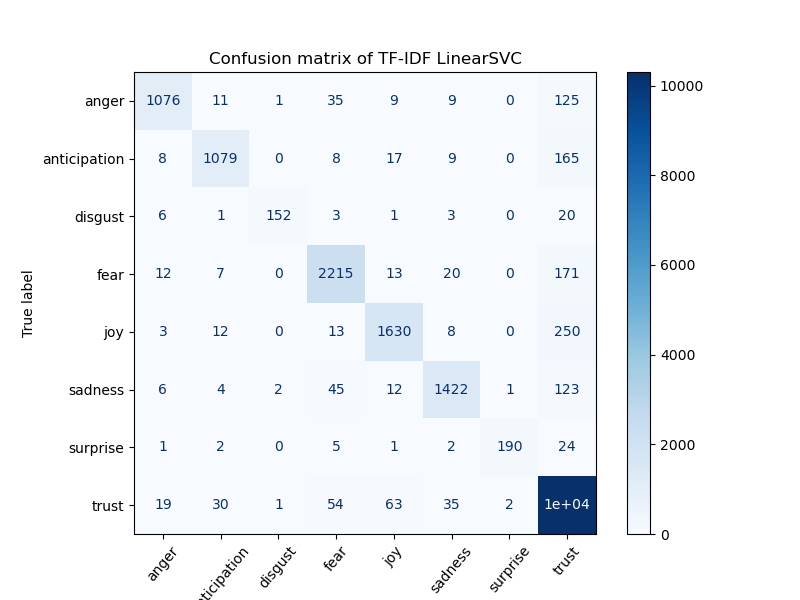 Confusion matrix of TF-IDF LinearSVC
True label
anger 1076 11 1 35 9 9 0 125
anticipation 8 1079 0 8 17 9 0 165
disgust 6 1 152 3 1 3 0 20
fear 12 7 0 2215 13 20 0 171
joy 3 12 0 13 1630 8 0 250
sadness 6 4 2 45 12 1422 1 123
surprise 1 2 0 5 1 2 190 24
trust 19 30 1 54 63 35 2 1e+04
anger ticipation disgust fear joy sadness surprise trust
10000
8000
6000
4000
2000
0